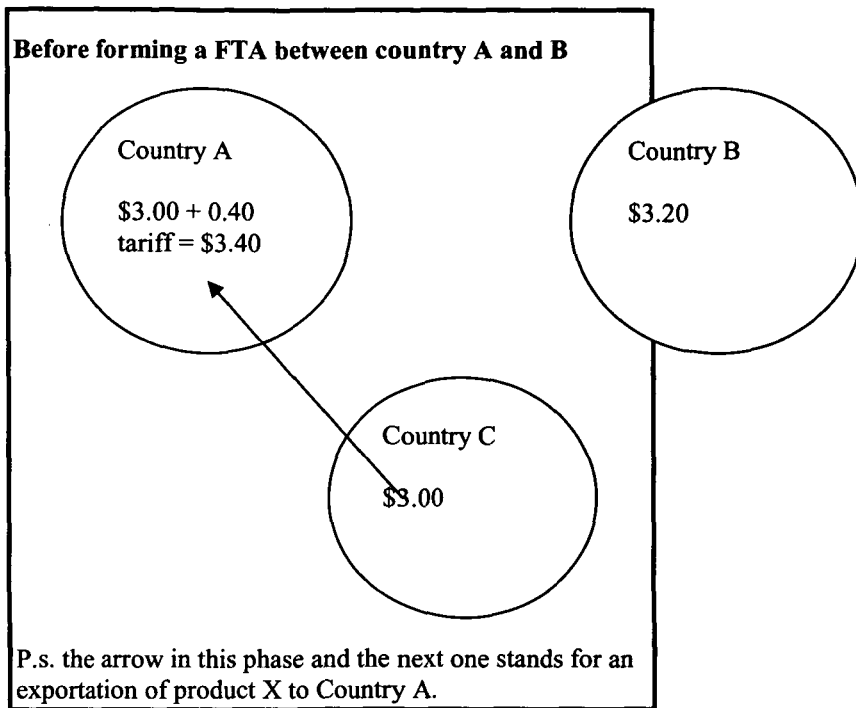 Before forming a FTA between country A and B
Country A
$3.00 + 0.40
tariff = $3.40
Country B
$3.20
Country C
$3.00
P.s. the arrow in this phase and the next one stands for an
exportation of product X to Country A.